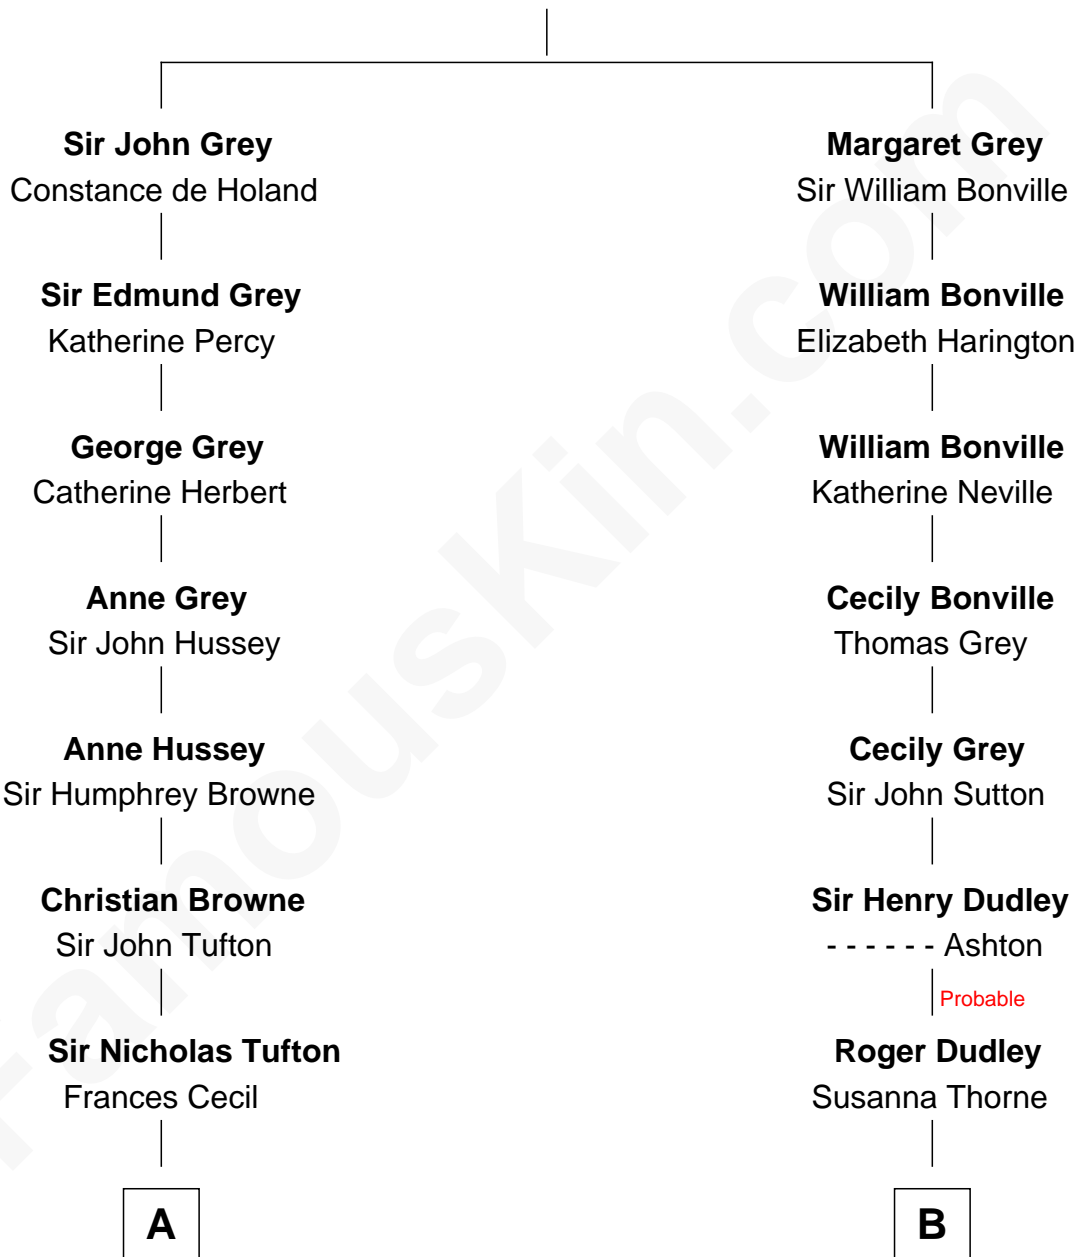 Sir John Grey
Constance de Holand
Margaret Grey
Sir William Bonville
Sir Edmund Grey
Katherine Percy
William Bonville
Elizabeth Harington
George Grey
Catherine Herbert
William Bonville
Katherine Neville
Anne Grey
Sir John Hussey
Cecily Bonville
Thomas Grey
Anne Hussey
Sir Humphrey Browne
Cecily Grey
Sir John Sutton
Christian Browne
Sir John Tufton
Sir Henry Dudley
- - - - - - Ashton
Probable
Sir Nicholas Tufton
Frances Cecil
Roger Dudley
Susanna Thorne
A
B
FamousKin.com